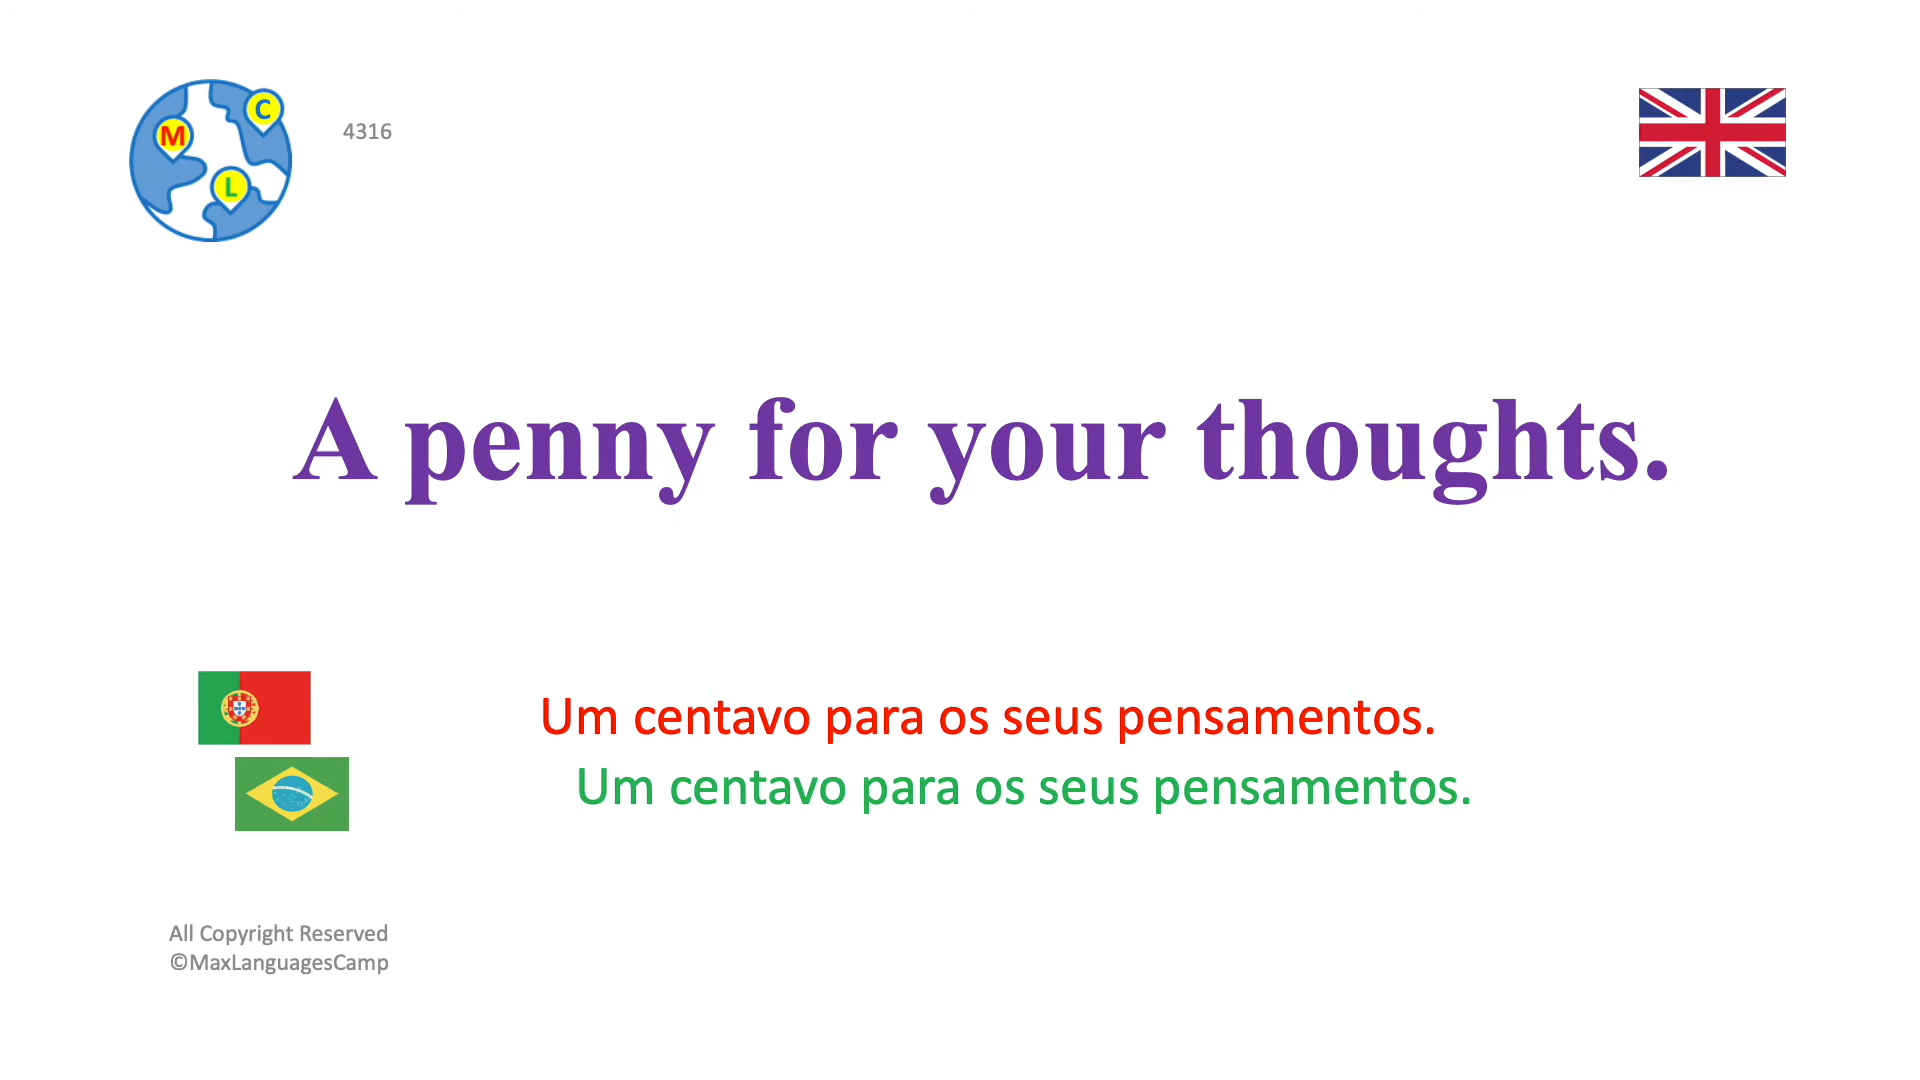 C
M
L
4316
A penny for your thoughts.
Um centavo para os seus pensamentos.
Um centavo para os seus pensamentos.
All Copyright Reserved
©MaxLanguagesCamp